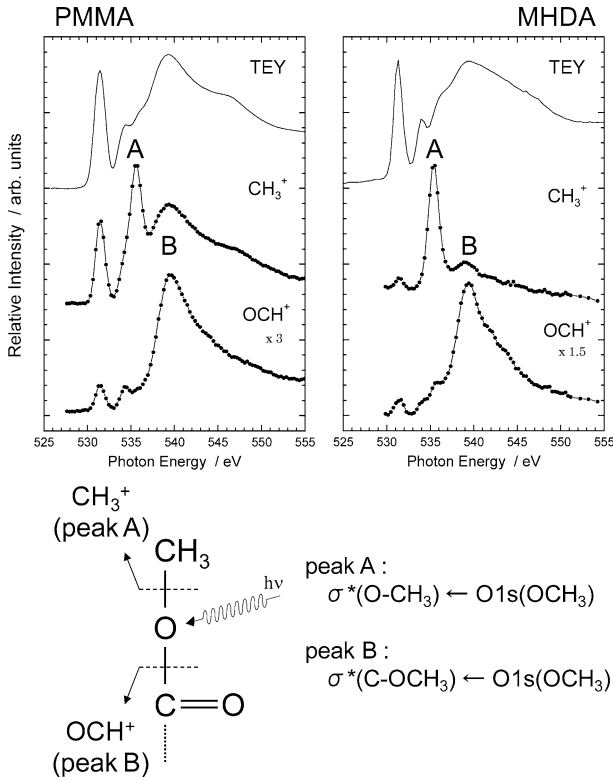 PMMA
MHDA
Relative Intensity / arb. units
TEY
A
CH₃⁺
B
OCH⁺
x 3
525 530 535 540 545 550 555
Photon Energy / eV
TEY
A
CH₃⁺
B
OCH⁺
x 1.5
525 530 535 540 545 550 555
Photon Energy / eV
CH₃⁺
(peak A)
CH₃
hν
O
C O
OCH⁺
(peak B)
peak A :
σ*(O-CH₃) ← O1s(OCH₃)
peak B :
σ*(C-OCH₃) ← O1s(OCH₃)